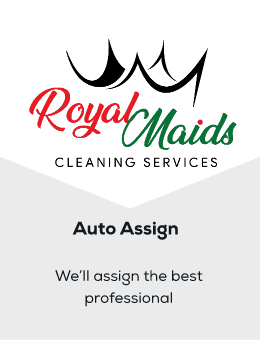 Royal
Maids
CLEANING SERVICES
Auto Assign
We'll assign the best
professional